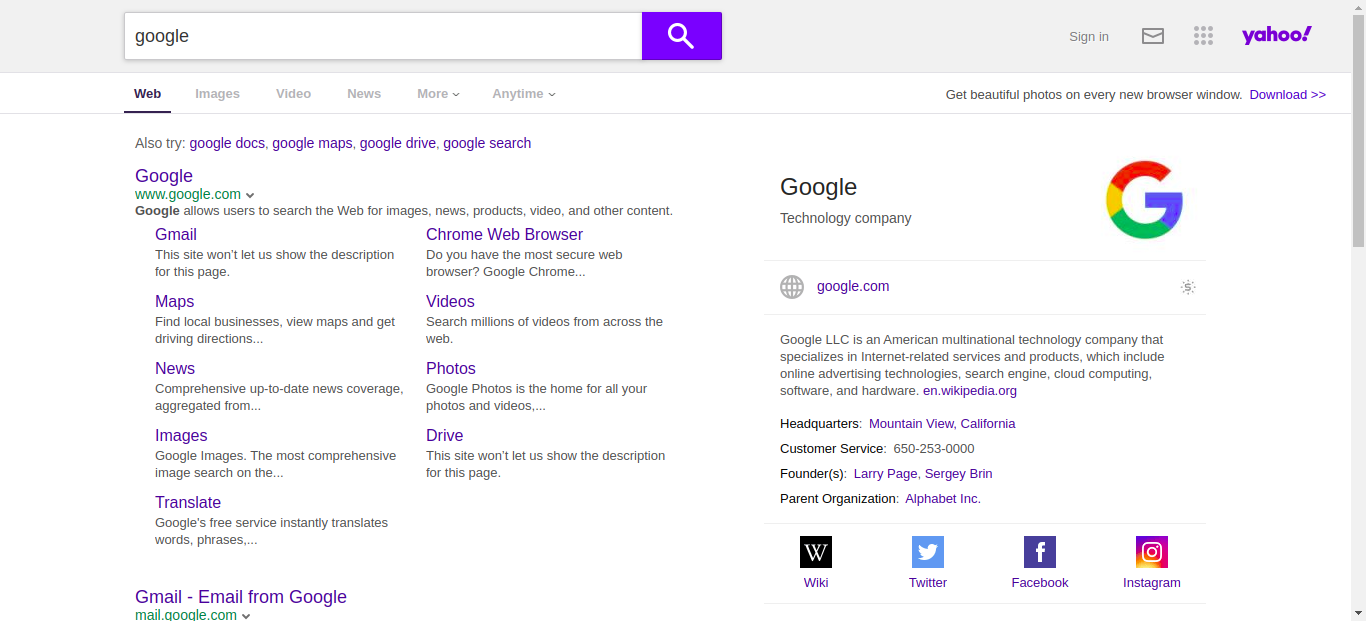 google
Sign in
yahoo!
Web Images Video News More Anytime
Get beautiful photos on every new browser window. Download >>
Also try: google docs, google maps, google drive, google search
Google
www.google.com
Google allows users to search the Web for images, news, products, video, and other content.
Gmail
This site won’t let us show the description
for this page.
Chrome Web Browser
Do you have the most secure web
browser? Google Chrome...
Maps
Find local businesses, view maps and get
driving directions...
Videos
Search millions of videos from across the
web.
News
Comprehensive up-to-date news coverage,
aggregated from...
Photos
Google Photos is the home for all your
photos and videos,...
Images
Google Images. The most comprehensive
image search on the...
Drive
This site won’t let us show the description
for this page.
Translate
Google's free service instantly translates
words, phrases,...
Gmail - Email from Google
mail.google.com
Google
Technology company
G
google.com
S
Google LLC is an American multinational technology company that
specializes in Internet-related services and products, which include
online advertising technologies, search engine, cloud computing,
software, and hardware. en.wikipedia.org
Headquarters: Mountain View, California
Customer Service: 650-253-0000
Founder(s): Larry Page, Sergey Brin
Parent Organization: Alphabet Inc.
W
f
Wiki Twitter Facebook Instagram